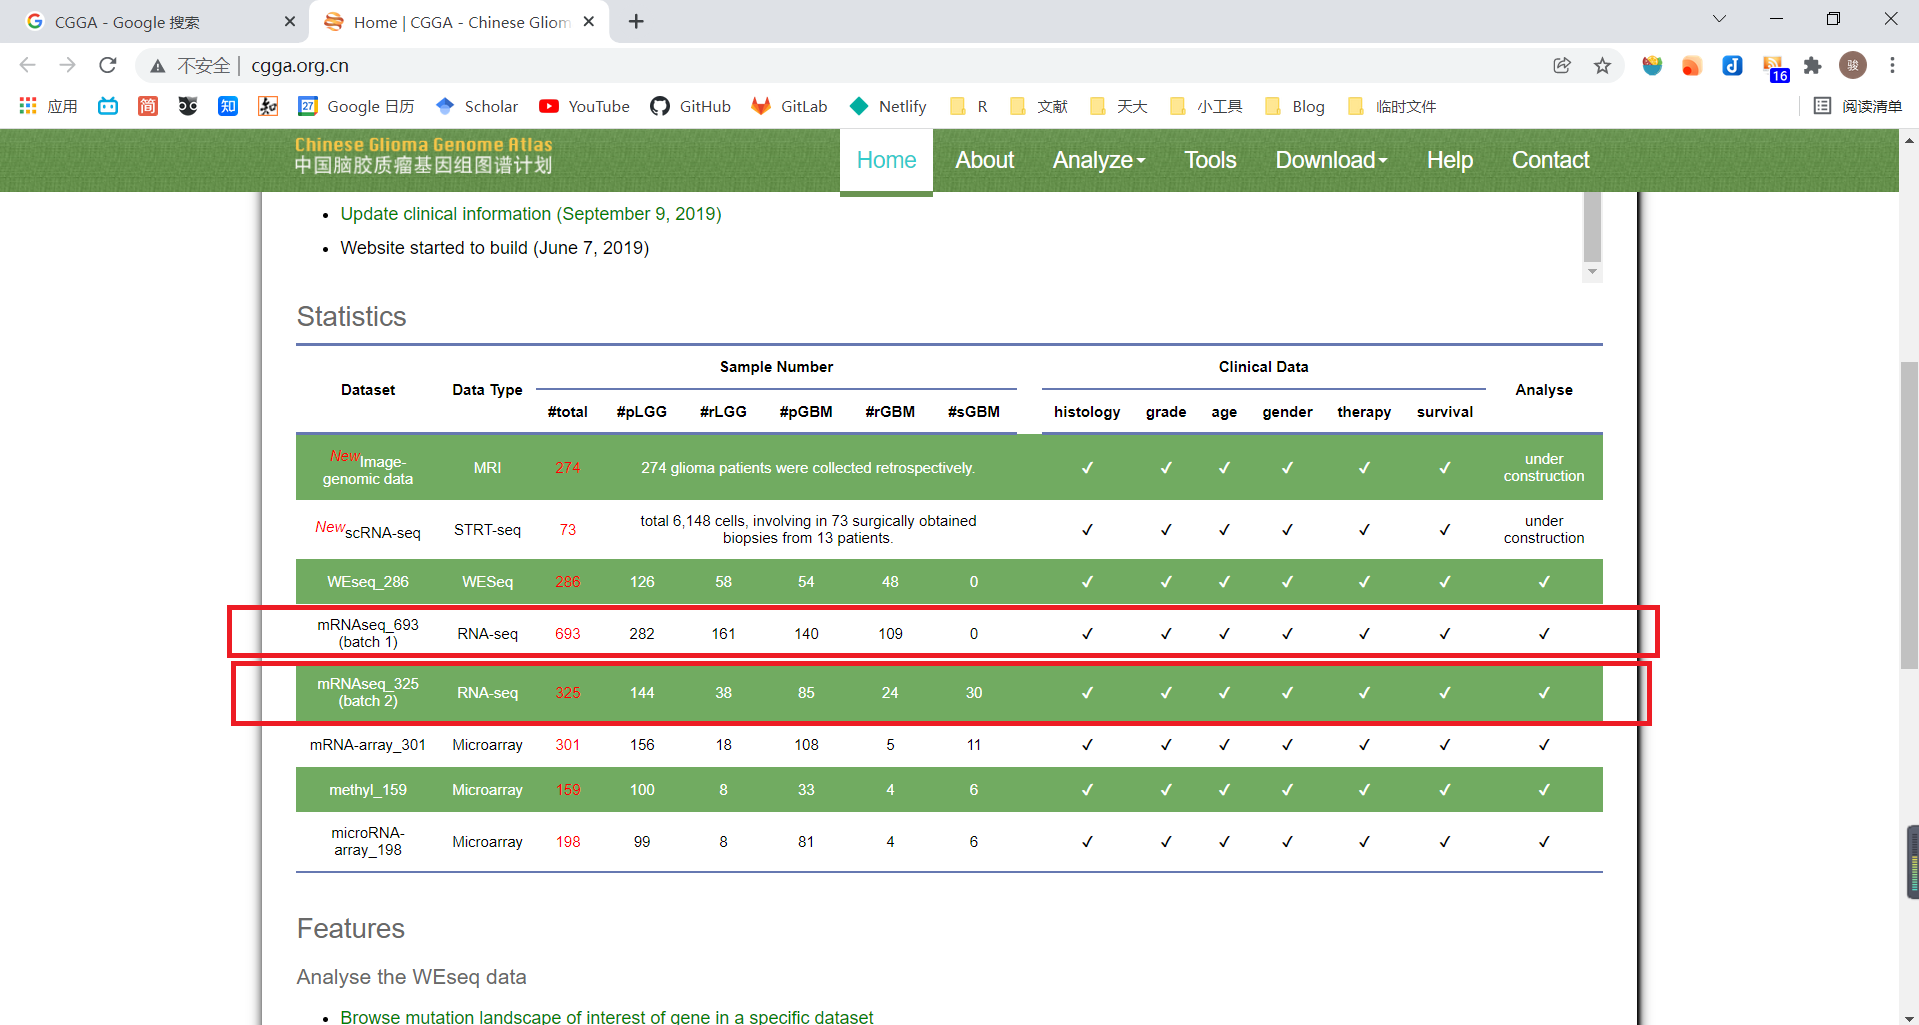 CGGA - Google 搜索
Home | CGGA - Chinese Gliom
不安全 | cgga.org.cn
16
骏
应用
简
知
知
27
Google 日历
Scholar
YouTube
GitHub
GitLab
Netlify
R
文献
天大
小工具
Blog
临时文件
阅读清单
Chinese Glioma Genome Atlas
中国脑胶质瘤基因组图谱计划
Home About Analyze Tools Download Help Contact
Update clinical information (September 9, 2019)
Website started to build (June 7, 2019)
Statistics
Sample Number Clinical Data
Dataset Data Type Analyse
#total #pLGG #rLGG #pGBM #rGBM #sGBM histology grade age gender therapy survival
New Image-
genomic data MRI 274 274 glioma patients were collected retrospectively. ✓ ✓ ✓ ✓ ✓ ✓ under
construction
New scRNA-seq STRT-seq 73 total 6,148 cells, involving in 73 surgically obtained
biopsies from 13 patients. ✓ ✓ ✓ ✓ ✓ ✓ under
construction
WEseq_286 WESeq 286 126 58 54 48 0 ✓ ✓ ✓ ✓ ✓ ✓ ✓
mRNAseq_693
(batch 1) RNA-seq 693 282 161 140 109 0 ✓ ✓ ✓ ✓ ✓ ✓ ✓
mRNAseq_325
(batch 2) RNA-seq 325 144 38 85 24 30 ✓ ✓ ✓ ✓ ✓ ✓ ✓
mRNA-array_301 Microarray 301 156 18 108 5 11 ✓ ✓ ✓ ✓ ✓ ✓ ✓
methyl_159 Microarray 159 100 8 33 4 6 ✓ ✓ ✓ ✓ ✓ ✓ ✓
microRNA-
array_198 Microarray 198 99 8 81 4 6 ✓ ✓ ✓ ✓ ✓ ✓ ✓
Features
Analyse the WEseq data
Browse mutation landscape of interest of gene in a specific dataset